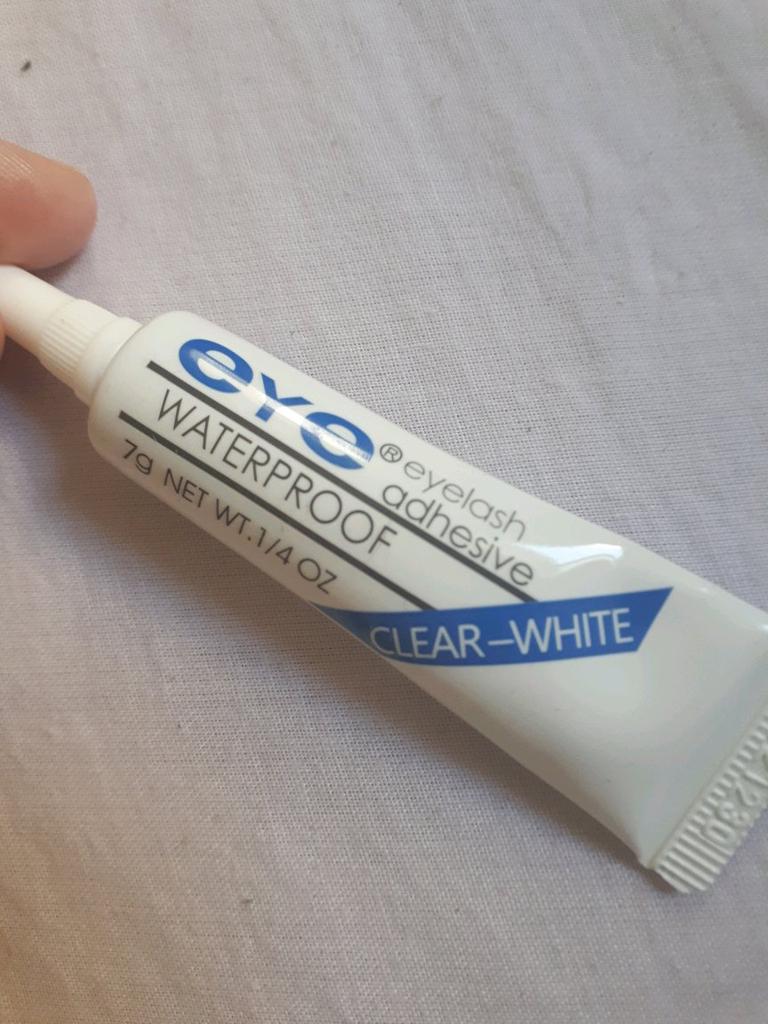 eye® eyelash
adhesive
WATERPROOF
7g NET WT.1/4 OZ
CLEAR–WHITE